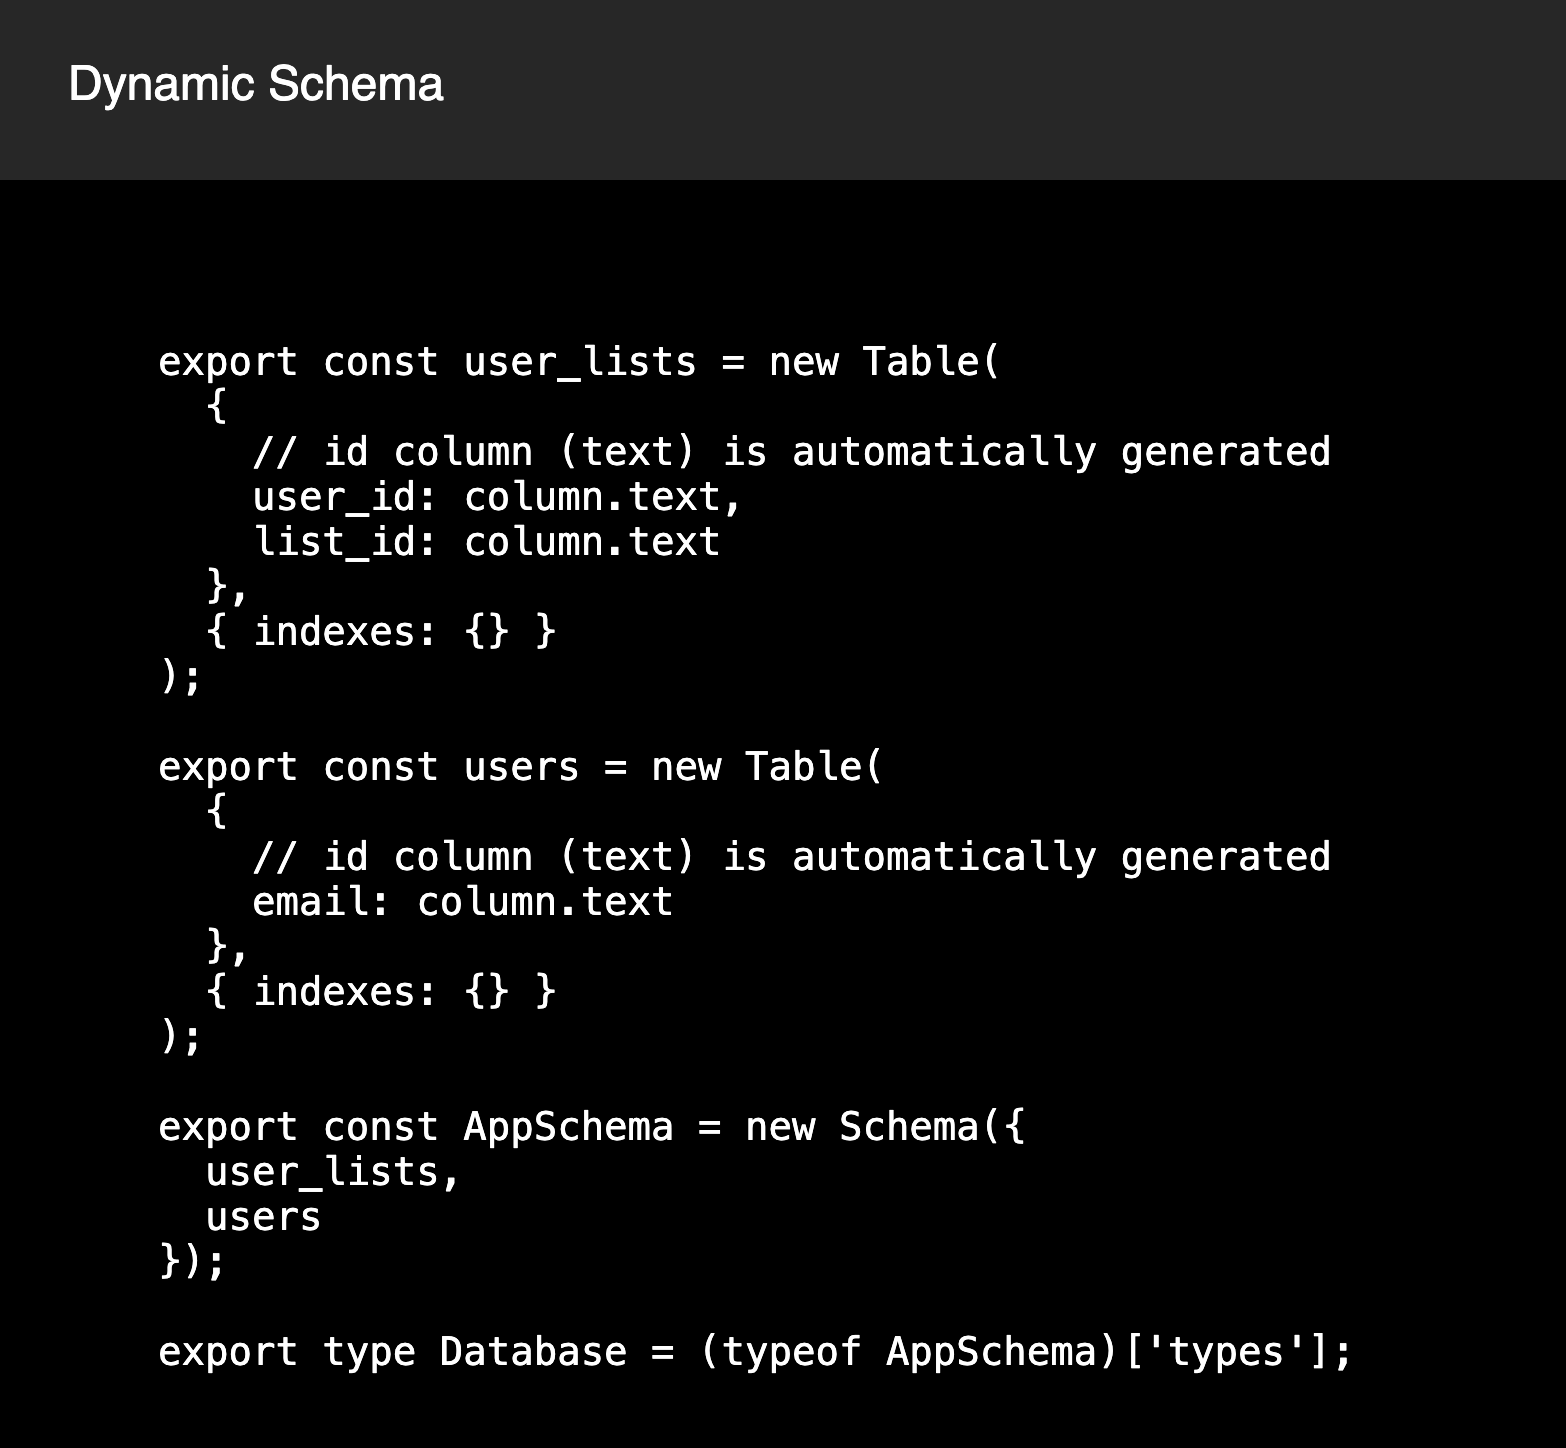 Dynamic Schema
export const user_lists = new Table(
  {
    // id column (text) is automatically generated
    user_id: column.text,
    list_id: column.text
  },
  { indexes: {} }
);

export const users = new Table(
  {
    // id column (text) is automatically generated
    email: column.text
  },
  { indexes: {} }
);

export const AppSchema = new Schema({
  user_lists,
  users
});

export type Database = (typeof AppSchema)['types'];